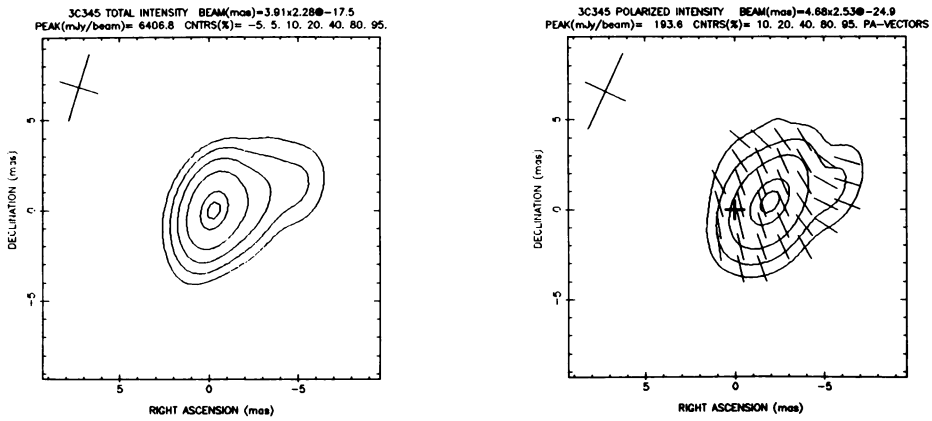 3C345 TOTAL INTENSITY BEAM(mas)=3.91x2.28@-17.5
PEAK(mJy/beam)= 6406.8 CNTRS(%)= -5. 5. 10. 20. 40. 80. 95.
DECLINATION (mas)
5
0
-5
5 0 -5
RIGHT ASCENSION (mas)
3C345 POLARIZED INTENSITY BEAM(mas)=4.68x2.53@-24.9
PEAK(mJy/beam)= 193.6 CNTRS(%)= 10. 20. 40. 80. 95. PA-VECTORS
DECLINATION (mas)
5
0
-5
5 0 -5
RIGHT ASCENSION (mas)